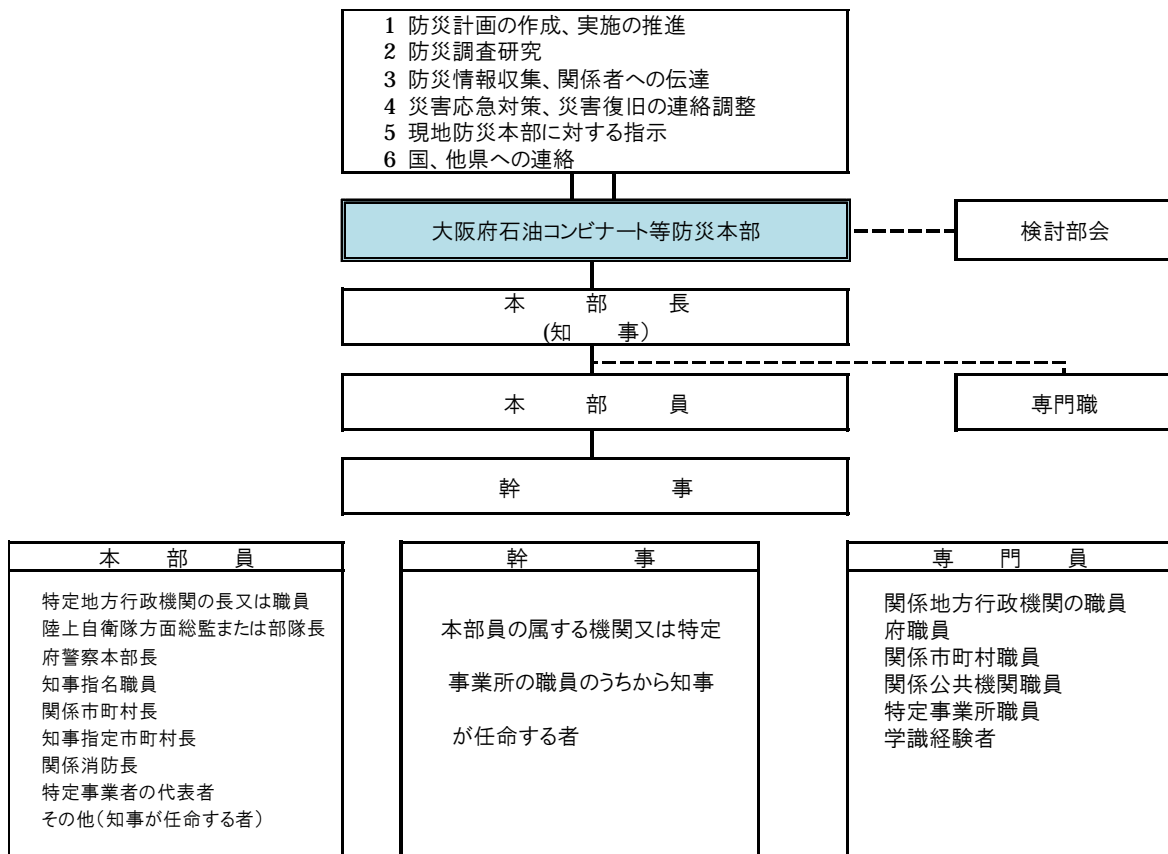 1 防災計画の作成、実施の推進
2 防災調査研究
3 防災情報収集、関係者への伝達
4 災害応急対策、災害復旧の連絡調整
5 現地防災本部に対する指示
6 国、他県への連絡
大阪府石油コンビナート等防災本部
検討部会
本 部 長
(知 事）
本 部 員
専門職
幹 事
本 部 員
特定地方行政機関の長又は職員
陸上自衛隊方面総監または部隊長
府警察本部長
知事指名職員
関係市町村長
知事指定市町村長
関係消防長
特定事業者の代表者
その他（知事が任命する者）
幹 事
本部員の属する機関又は特定
事業所の職員のうちから知事
が任命する者
専 門 員
関係地方行政機関の職員
府職員
関係市町村職員
関係公共機関職員
特定事業所職員
学識経験者